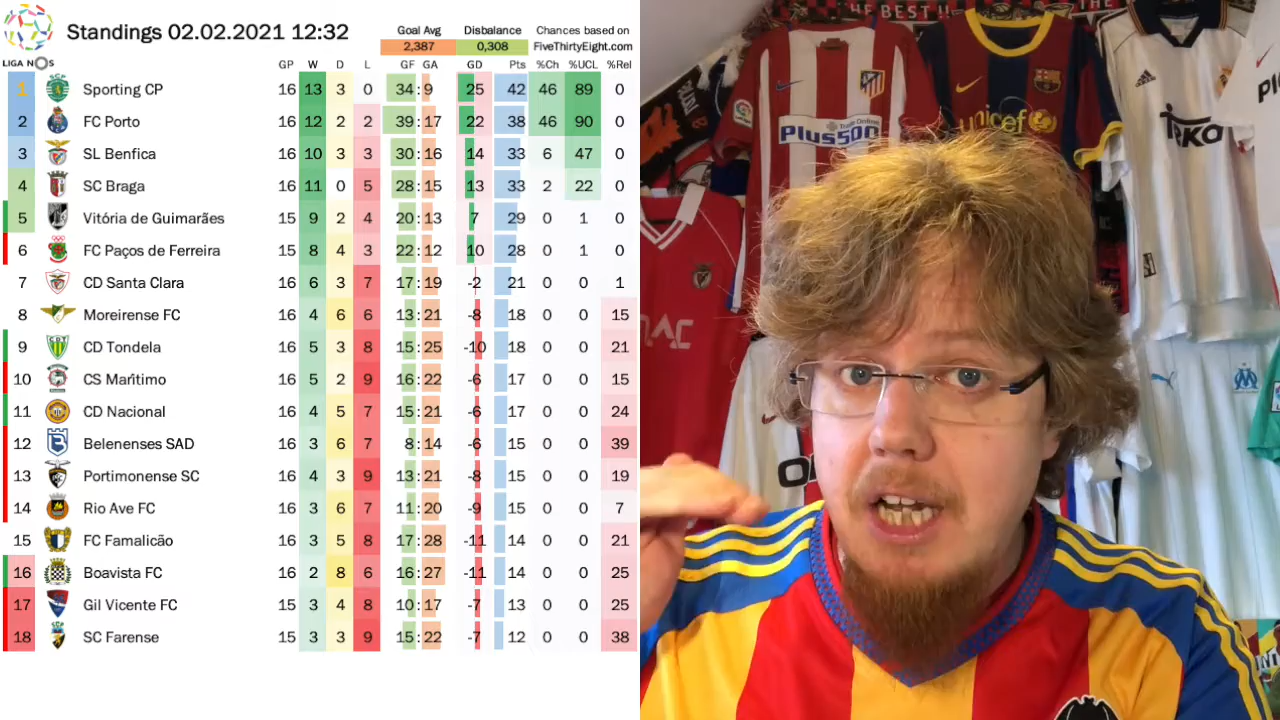 Standings 02.02.2021 12:32
Goal Avg Disbalance Chances based on
2,387 0,308 FiveThirtyEight.com
LIGA NOS GP W D L GF GA GD Pts %Ch %UCL %Rel
1 Sporting CP 16 13 3 0 34:9 25 42 46 89 0
2 FC Porto 16 12 2 2 39:17 22 38 46 90 0
3 SL Benfica 16 10 3 3 30:16 14 33 6 47 0
4 SC Braga 16 11 0 5 28:15 13 33 2 22 0
5 Vitória de Guimarães 15 9 2 4 20:13 7 29 0 1 0
6 FC Paços de Ferreira 15 8 4 3 22:12 10 28 0 1 0
7 CD Santa Clara 16 6 3 7 17:19 -2 21 0 0 1
8 Moreirense FC 16 4 6 6 13:21 -8 18 0 0 15
9 CD Tondela 16 5 3 8 15:25 -10 18 0 0 21
10 CS Marítimo 16 5 2 9 16:22 -6 17 0 0 15
11 CD Nacional 16 4 5 7 15:21 -6 17 0 0 24
12 Belenenses SAD 16 3 6 7 8:14 -6 15 0 0 39
13 Portimonense SC 16 4 3 9 13:21 -8 15 0 0 19
14 Rio Ave FC 16 3 6 7 11:20 -9 15 0 0 7
15 FC Famalicão 16 3 5 8 17:28 -11 14 0 0 21
16 Boavista FC 16 2 8 6 16:27 -11 14 0 0 25
17 Gil Vicente FC 15 3 4 8 10:17 -7 13 0 0 25
18 SC Farense 15 3 3 9 15:22 -7 12 0 0 38
THE BEST !!
Plus500
unicef